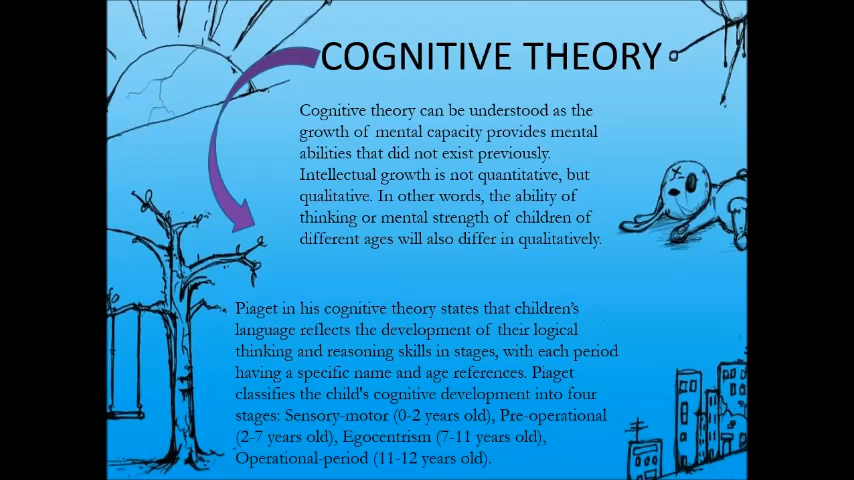 COGNITIVE THEORY
Cognitive theory can be understood as the
growth of mental capacity provides mental
abilities that did not exist previously.
Intellectual growth is not quantitative, but
qualitative. In other words, the ability of
thinking or mental strength of children of
different ages will also differ in qualitatively.
Piaget in his cognitive theory states that children's
language reflects the development of their logical
thinking and reasoning skills in stages, with each period
having a specific name and age references. Piaget
classifies the child's cognitive development into four
stages: Sensory-motor (0-2 years old), Pre-operational
(2-7 years old), Egocentrism (7-11 years old),
Operational-period (11-12 years old).